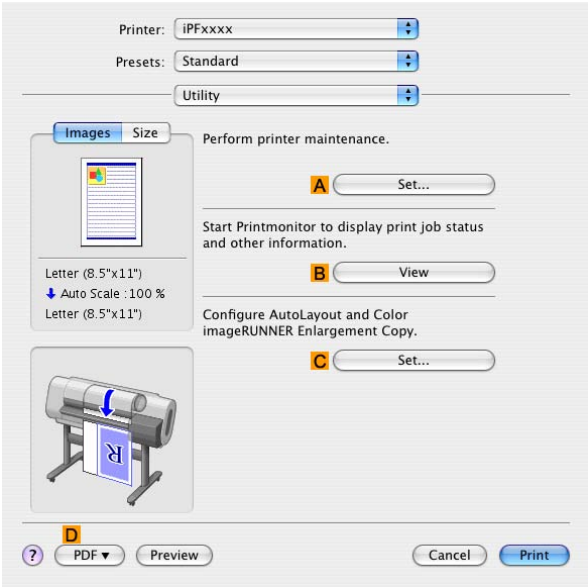 Printer: iPFxxxx
Presets: Standard
Utility
Images Size
Perform printer maintenance.
A Set...
Start Printmonitor to display print job status
and other information.
B View
Letter (8.5"x11")
Auto Scale : 100 %
Letter (8.5"x11")
Configure AutoLayout and Color
imageRUNNER Enlargement Copy.
C Set...
R
D
? PDF ▼ Preview Cancel Print